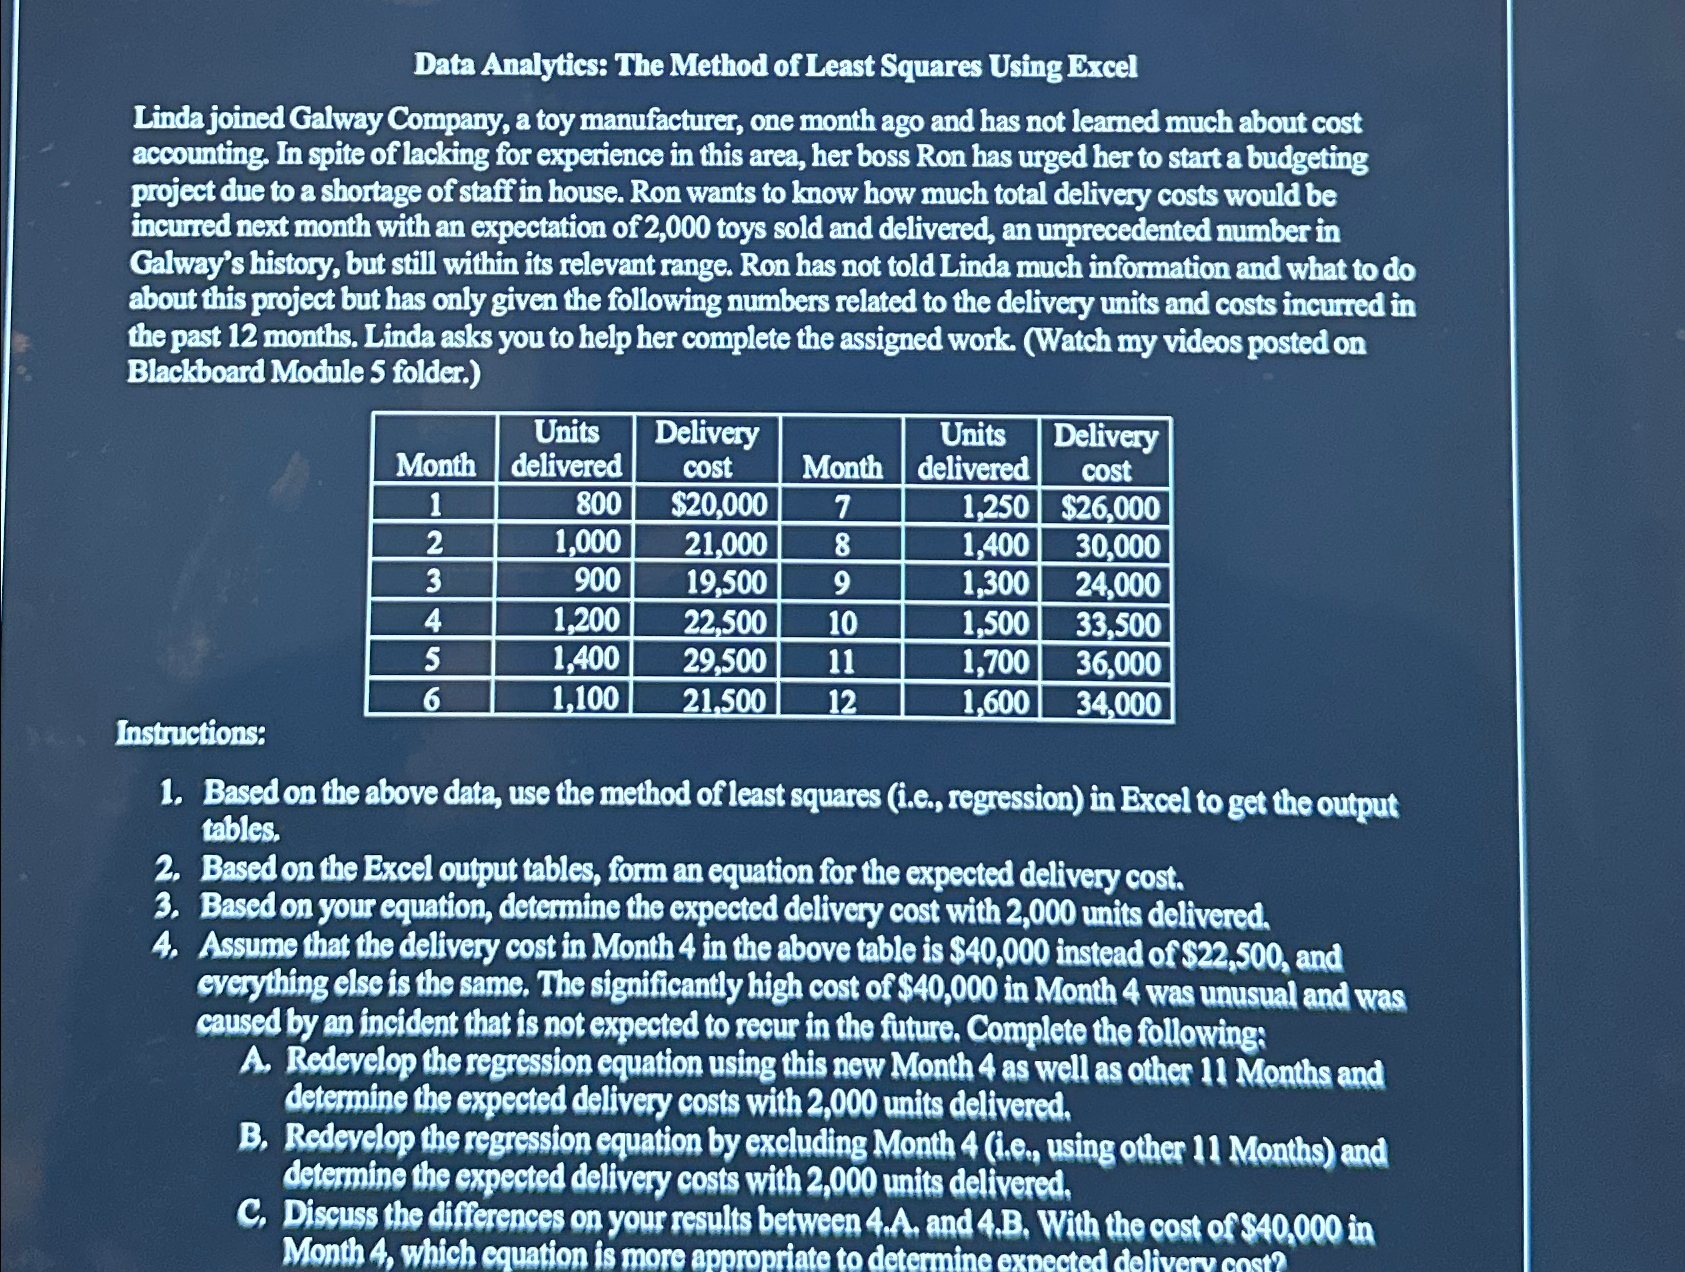 Data Analytics: The Method of Least Squares Using Excel
Linda joined Galway Company, a toy manufacturer, one month ago and has not learned much about cost
accounting. In spite of lacking for experience in this area, her boss Ron has urged her to start a budgeting
project due to a shortage of staff in house. Ron wants to know how much total delivery costs would be
incurred next month with an expectation of 2,000 toys sold and delivered, an unprecedented number in
Galway's history, but still within its relevant range. Ron has not told Linda much information and what to do
about this project but has only given the following numbers related to the delivery units and costs incurred in
the past 12 months. Linda asks you to help her complete the assigned work. (Watch my videos posted on
Blackboard Module 5 folder.)
Units Delivery Units Delivery
Month delivered cost Month delivered cost
1 800 $20,000 7 1,250 $26,000
2 1,000 21,000 8 1,400 30,000
3 900 19,500 9 1,300 24,000
4 1,200 22,500 10 1,500 33,500
5 1,400 29,500 11 1,700 36,000
6 1,100 21,500 12 1,600 34,000
Instructions:
1. Based on the above data, use the method of least squares (i.e., regression) in Excel to get the output
tables.
2. Based on the Excel output tables, form an equation for the expected delivery cost.
3. Based on your equation, determine the expected delivery cost with 2,000 units delivered.
4. Assume that the delivery cost in Month 4 in the above table is $40,000 instead of $22,500, and
everything else is the same. The significantly high cost of $40,000 in Month 4 was unusual and was
caused by an incident that is not expected to recur in the future. Complete the following:
A. Redevelop the regression equation using this new Month 4 as well as other 11 Months and
determine the expected delivery costs with 2,000 units delivered.
B. Redevelop the regression equation by excluding Month 4 (i.e., using other 11 Months) and
determine the expected delivery costs with 2,000 units delivered.
C. Discuss the differences on your results between 4.A. and 4.B. With the cost of $40,000 in
Month 4, which equation is more appropriate to determine expected delivery cost?